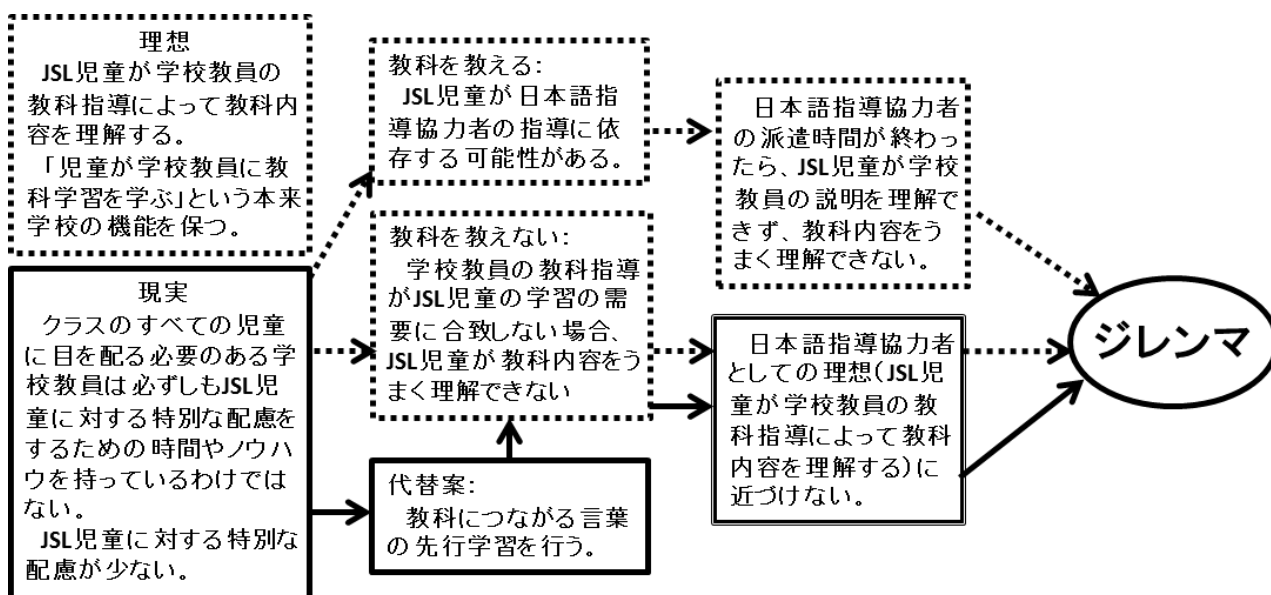 理想
JSL児童が学校教員の
教科指導によって教科内
容を理解する。
「児童が学校教員に教
科学習を学ぶ」という本来
学校の機能を保つ。
現実
クラスのすべての児童
に目を配る必要のある学
校教員は必ずしもJSL児
童に対する特別な配慮を
するための時間やノウハ
ウを持っているわけでは
ない。
JSL児童に対する特別な
配慮が少ない。
教科を教える:
JSL児童が日本語指
導協力者の指導に依
存する可能性がある。
教科を教えない:
学校教員の教科指導
がJSL児童の学習の需
要に合致しない場合、
JSL児童が教科内容をう
まく理解できない
代替案:
教科につながる言葉
の先行学習を行う。
日本語指導協力者
の派遣時間が終わっ
たら、JSL児童が学校
教員の説明を理解で
きず、教科内容をう
まく理解できない。
日本語指導協力者
としての理想(JSL児
童が学校教員の教
科指導によって教科
内容を理解する)に
近づけない。
ジレンマ